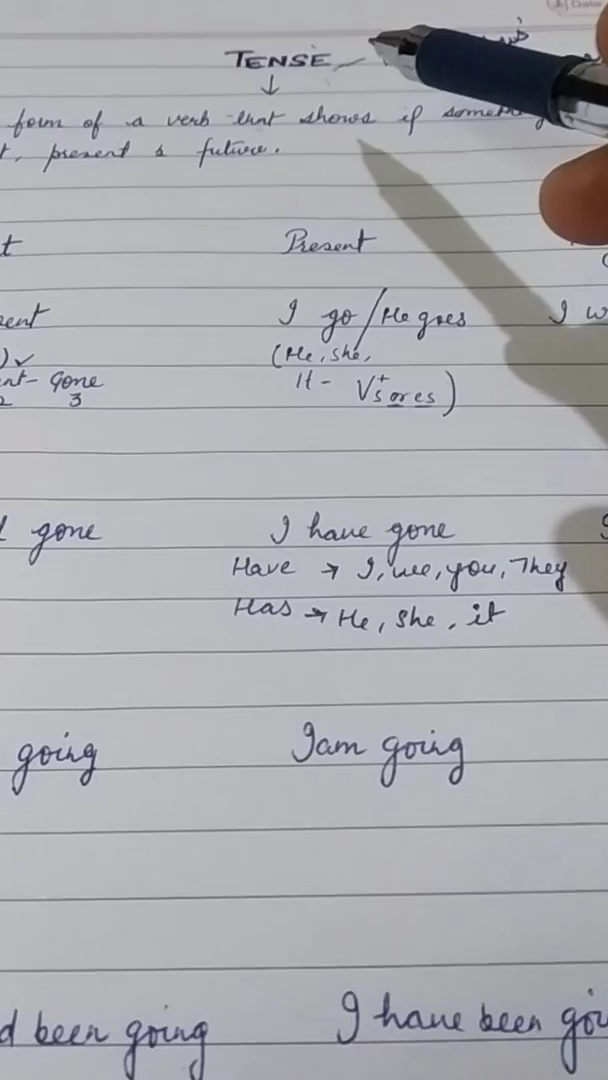 TENSE
form of a verb that shows if
present & future.
Present
I go/He goes
(He, she,
It - V+s or es)
Gone
2 3
gone I have gone
Have → I, we, you, They
Has → He, she, it
going I am going
been going I have been